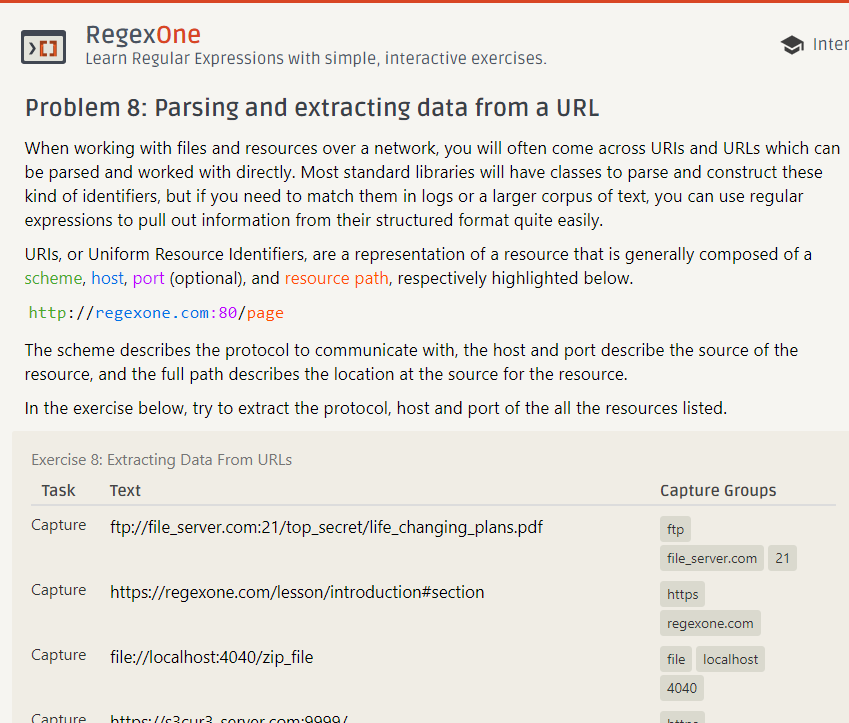 RegexOne
Learn Regular Expressions with simple, interactive exercises.
Problem 8: Parsing and extracting data from a URL
When working with files and resources over a network, you will often come across URIs and URLs which can
be parsed and worked with directly. Most standard libraries will have classes to parse and construct these
kind of identifiers, but if you need to match them in logs or a larger corpus of text, you can use regular
expressions to pull out information from their structured format quite easily.
URIs, or Uniform Resource Identifiers, are a representation of a resource that is generally composed of a
scheme, host, port (optional), and resource path, respectively highlighted below.
http://regexone.com:80/page
The scheme describes the protocol to communicate with, the host and port describe the source of the
resource, and the full path describes the location at the source for the resource.
In the exercise below, try to extract the protocol, host and port of the all the resources listed.
Exercise 8: Extracting Data From URLs
Task Text Capture Groups
Capture ftp://file_server.com:21/top_secret/life_changing_plans.pdf ftp
file_server.com 21
Capture https://regexone.com/lesson/introduction#section https
regexone.com
Capture file://localhost:4040/zip_file file localhost
4040
Capture https://s3cur3_server.com:9999/ https